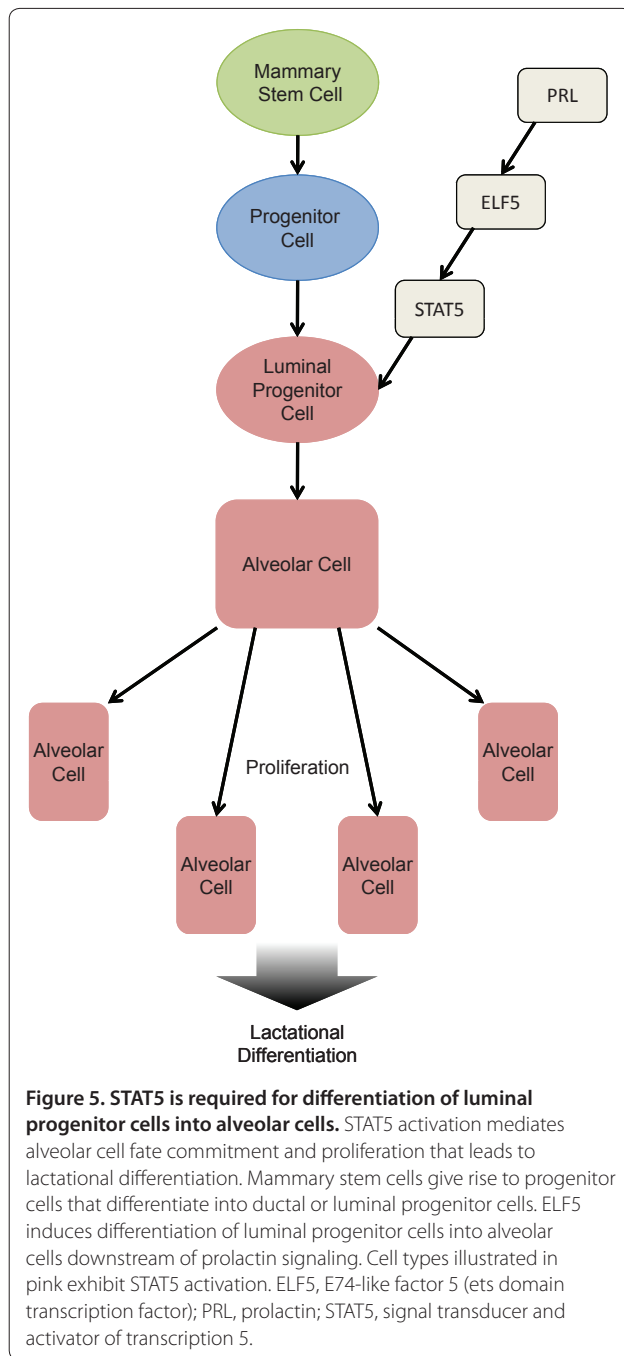 Mammary
Stem Cell
PRL
Progenitor
Cell
ELF5
STAT5
Luminal
Progenitor
Cell
Alveolar Cell
Alveolar
Cell
Proliferation
Alveolar
Cell
Alveolar
Cell
Alveolar
Cell
Lactational
Differentiation
Figure 5. STAT5 is required for differentiation of luminal
progenitor cells into alveolar cells. STAT5 activation mediates
alveolar cell fate commitment and proliferation that leads to
lactational differentiation. Mammary stem cells give rise to progenitor
cells that differentiate into ductal or luminal progenitor cells. ELF5
induces differentiation of luminal progenitor cells into alveolar
cells downstream of prolactin signaling. Cell types illustrated in
pink exhibit STAT5 activation. ELF5, E74-like factor 5 (ets domain
transcription factor); PRL, prolactin; STAT5, signal transducer and
activator of transcription 5.